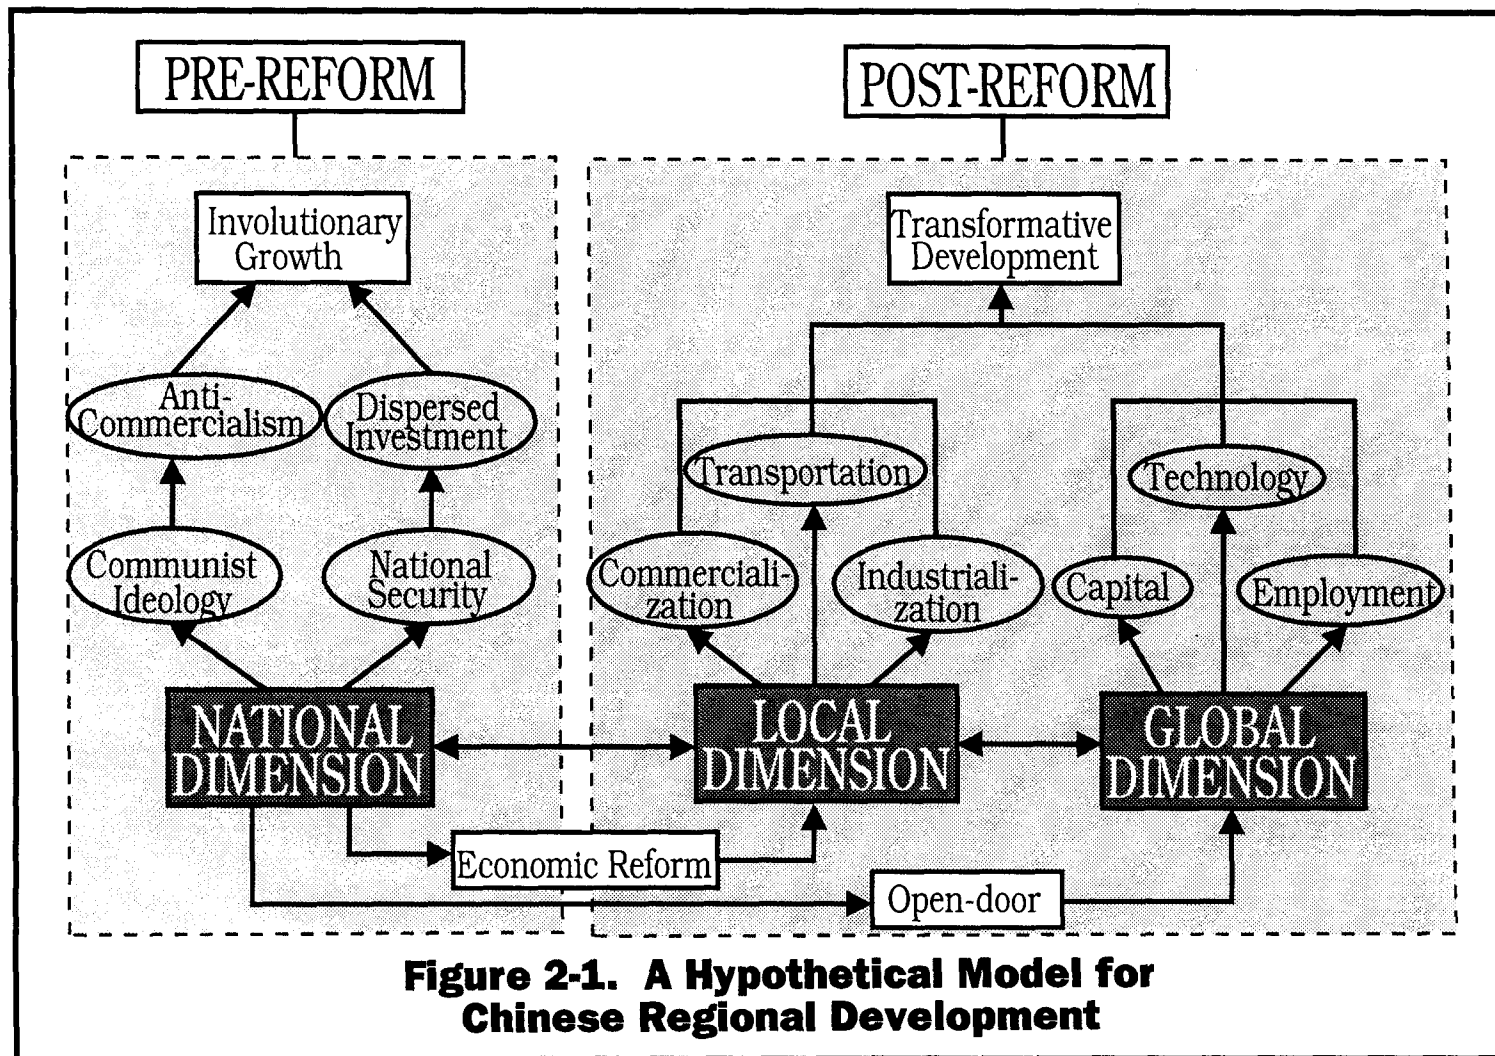 PRE-REFORM
POST-REFORM
Involutionary
Growth
Transformative
Development
Anti-
Commercialism
Dispersed
Investment
Transportation
Technology
Communist
Ideology
National
Security
Commerciali-
zation
Industriali-
zation
Capital
Employment
NATIONAL
DIMENSION
LOCAL
DIMENSION
GLOBAL
DIMENSION
Economic Reform
Open-door
Figure 2-1. A Hypothetical Model for
Chinese Regional Development